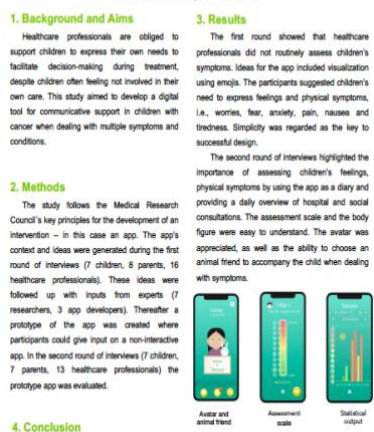 1. Background and Aims
Healthcare professionals are obliged to
support children to express their own needs to
facilitate decision-making during treatment,
despite children often feeling not involved in their
own care. This study aimed to develop a digital
tool for communicative support in children with
cancer when dealing with multiple symptoms and
conditions.
2. Methods
The study follows the Medical Research
Council's key principles for the development of an
intervention – in this case an app. The app's
context and ideas were generated during the first
round of interviews (7 children, 8 parents, 16
healthcare professionals). These ideas were
followed up with inputs from experts (7
researchers, 3 app developers). Thereafter a
prototype of the app was created where
participants could give input on a non-interactive
app. In the second round of interviews (7 children,
7 parents, 13 healthcare professionals) the
prototype app was evaluated.
4. Conclusion
3. Results
The first round showed that healthcare
professionals did not routinely assess children's
symptoms. Ideas for the app included visualization
using emojis. The participants suggested children's
need to express feelings and physical symptoms,
i.e., worries, fear, anxiety, pain, nausea and
tiredness. Simplicity was regarded as the key to
successful design.
The second round of interviews highlighted the
importance of assessing children's feelings,
physical symptoms by using the app as a diary and
providing a daily overview of hospital and social
consultations. The assessment scale and the body
figure were easy to understand. The avatar was
appreciated, as well as the ability to choose an
animal friend to accompany the child when dealing
with symptoms.
Avatar and
animal friend
Assessment
scale
Statistical
output